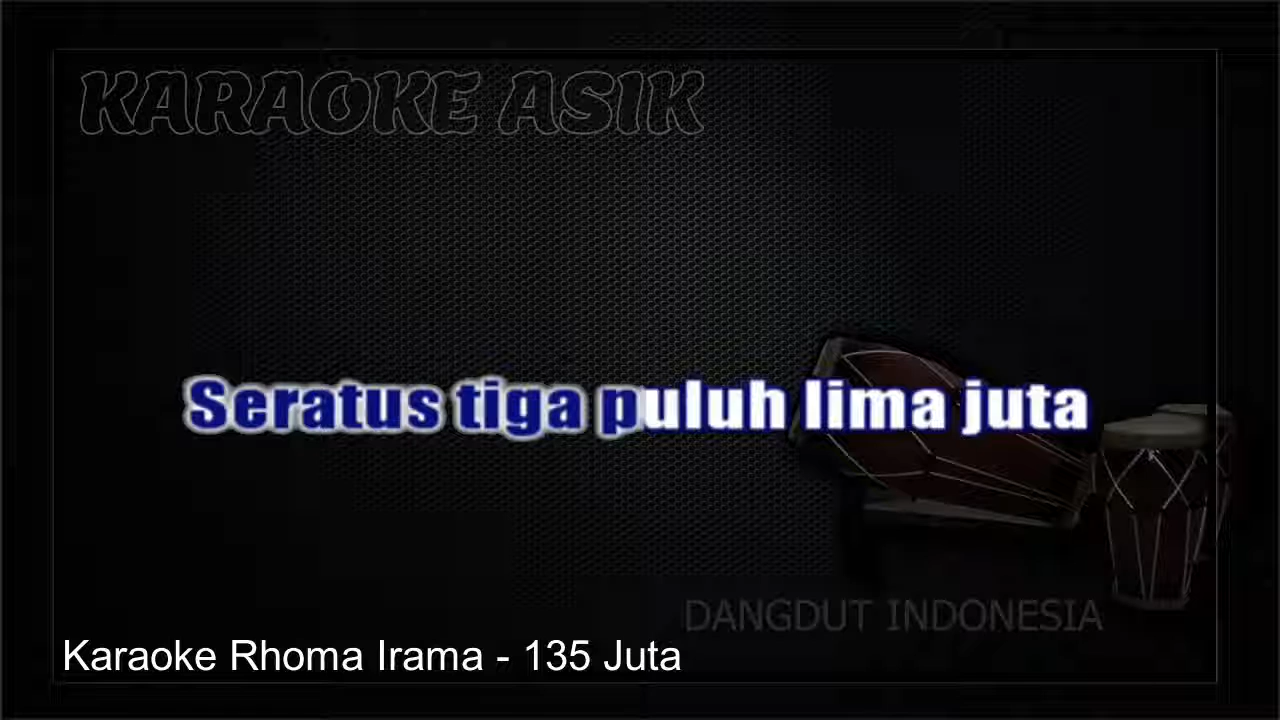 KARAOKE ASIK
Seratus tiga puluh lima juta
DANGDUT INDONESIA
Karaoke Rhoma Irama - 135 Juta